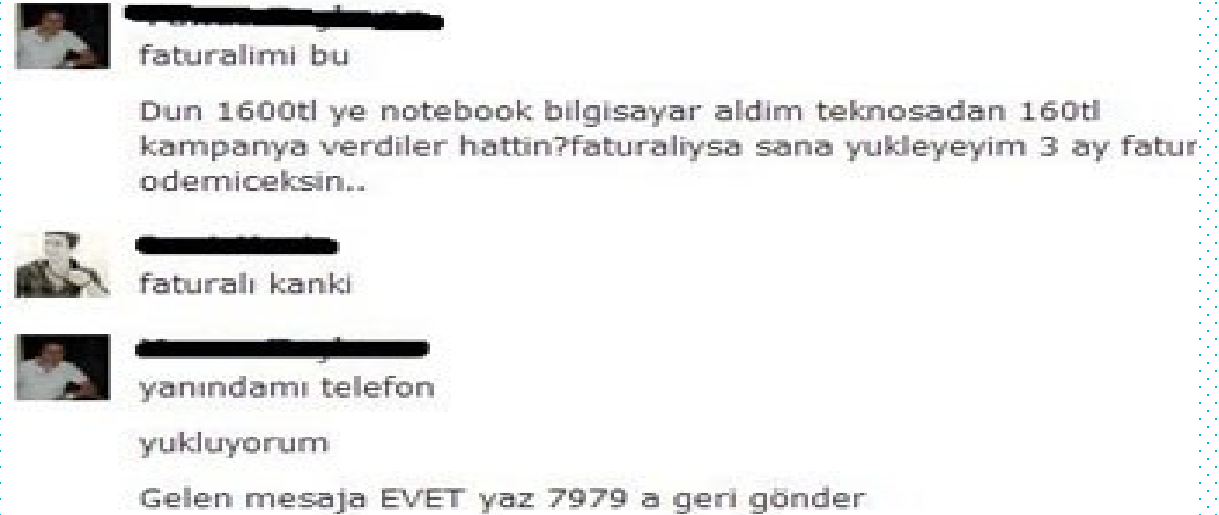 faturalimi bu
Dun 1600tl ye notebook bilgisayar aldim teknosadan 160tl
kampanya verdiler hattin?faturaliysa sana yukleyeyim 3 ay fatur
odemiceksin..
faturalı kanki
yanındamı telefon
yukluyorum
Gelen mesaja EVET yaz 7979 a geri gönder